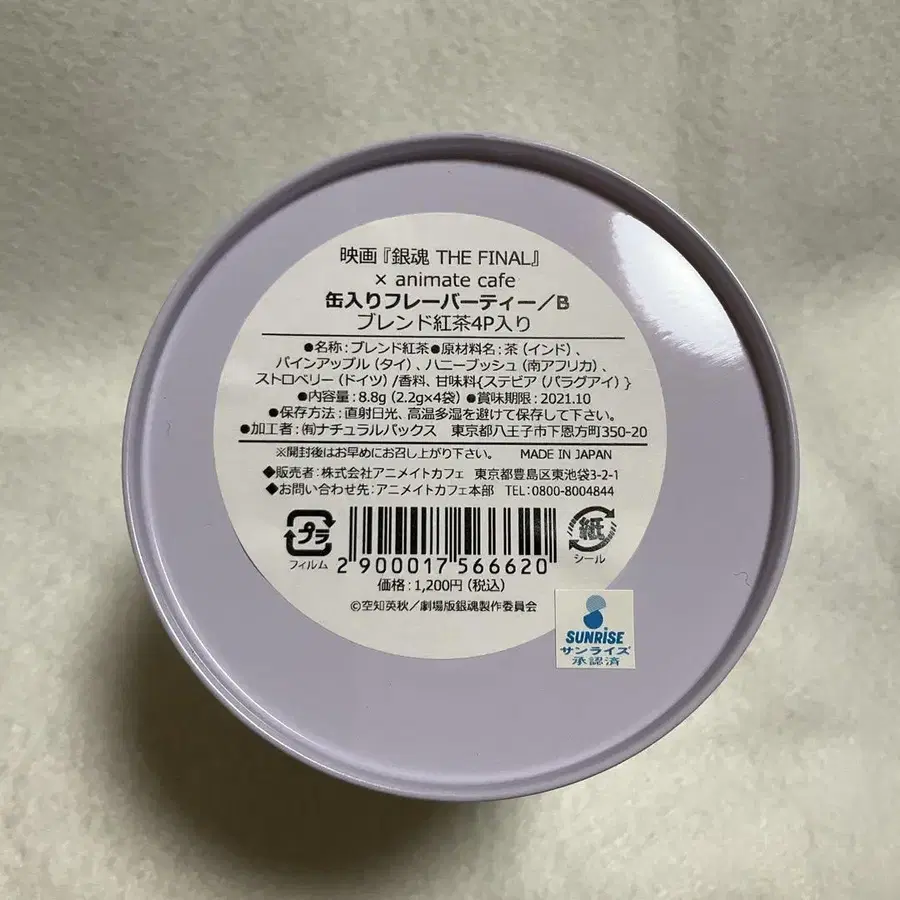 映画『銀魂 THE FINAL』
× animate cafe
缶入りフレーバーティー／B
ブレンド紅茶4P入り
●名称：ブレンド紅茶●原材料名：茶（インド）、
パインアップル（タイ）、ハニーブッシュ（南アフリカ）、
ストロベリー（ドイツ）/香料、甘味料{ステビア（パラグアイ）}
●内容量：8.8g（2.2g×4袋）●賞味期限：2021.10
●保存方法：直射日光、高温多湿を避けて保存して下さい。
●加工者：㈲ナチュラルパックス 東京都八王子市下恩方町350-20
※開封後はお早めにお召し上がり下さい。 MADE IN JAPAN
◆販売者：株式会社アニメイトカフェ 東京都豊島区東池袋3-2-1
◆お問い合わせ先：アニメイトカフェ本部 TEL：0800-8004844
プラ
フィルム
紙
シール
2 900017 566620
価格：1,200円（税込）
©空知英秋／劇場版銀魂製作委員会
SUNRISE
サンライズ
承認済